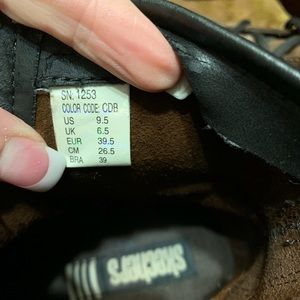 SN: 1253
COLOR CODE: CDB
US 9.5
UK 6.5
EUR 39.5
CM 26.5
BRA 39
Skechers